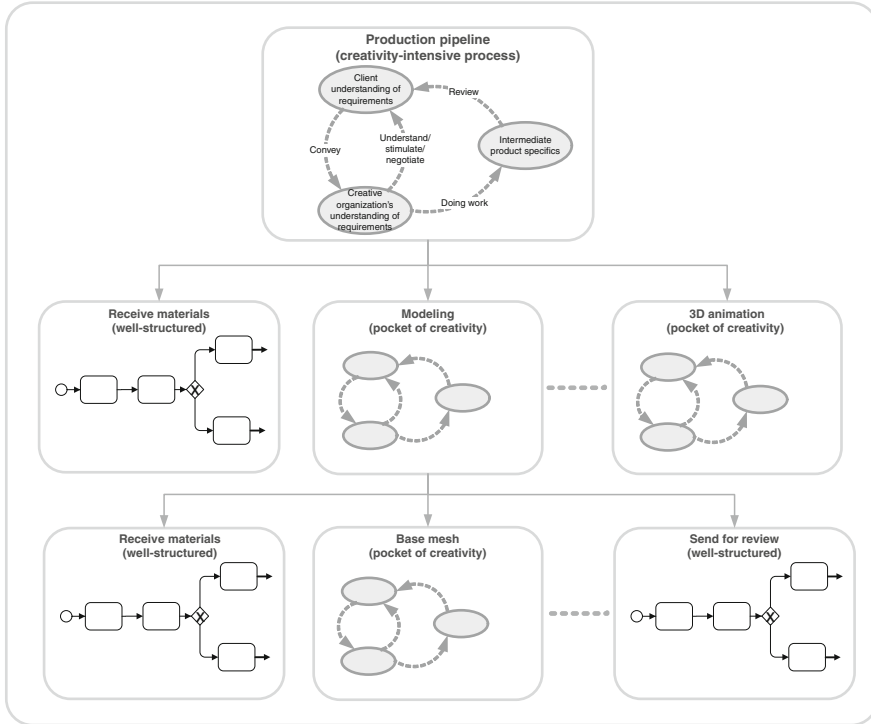 Production pipeline
(creativity-intensive process)
Client
understanding of
requirements
Review
Convey
Understand/
stimulate/
negotiate
Intermediate
product specifics
Creative
organization's
understanding of
requirements
Doing work
Receive materials
(well-structured)
X
Modeling
(pocket of creativity)
3D animation
(pocket of creativity)
Receive materials
(well-structured)
X
Base mesh
(pocket of creativity)
Send for review
(well-structured)
X